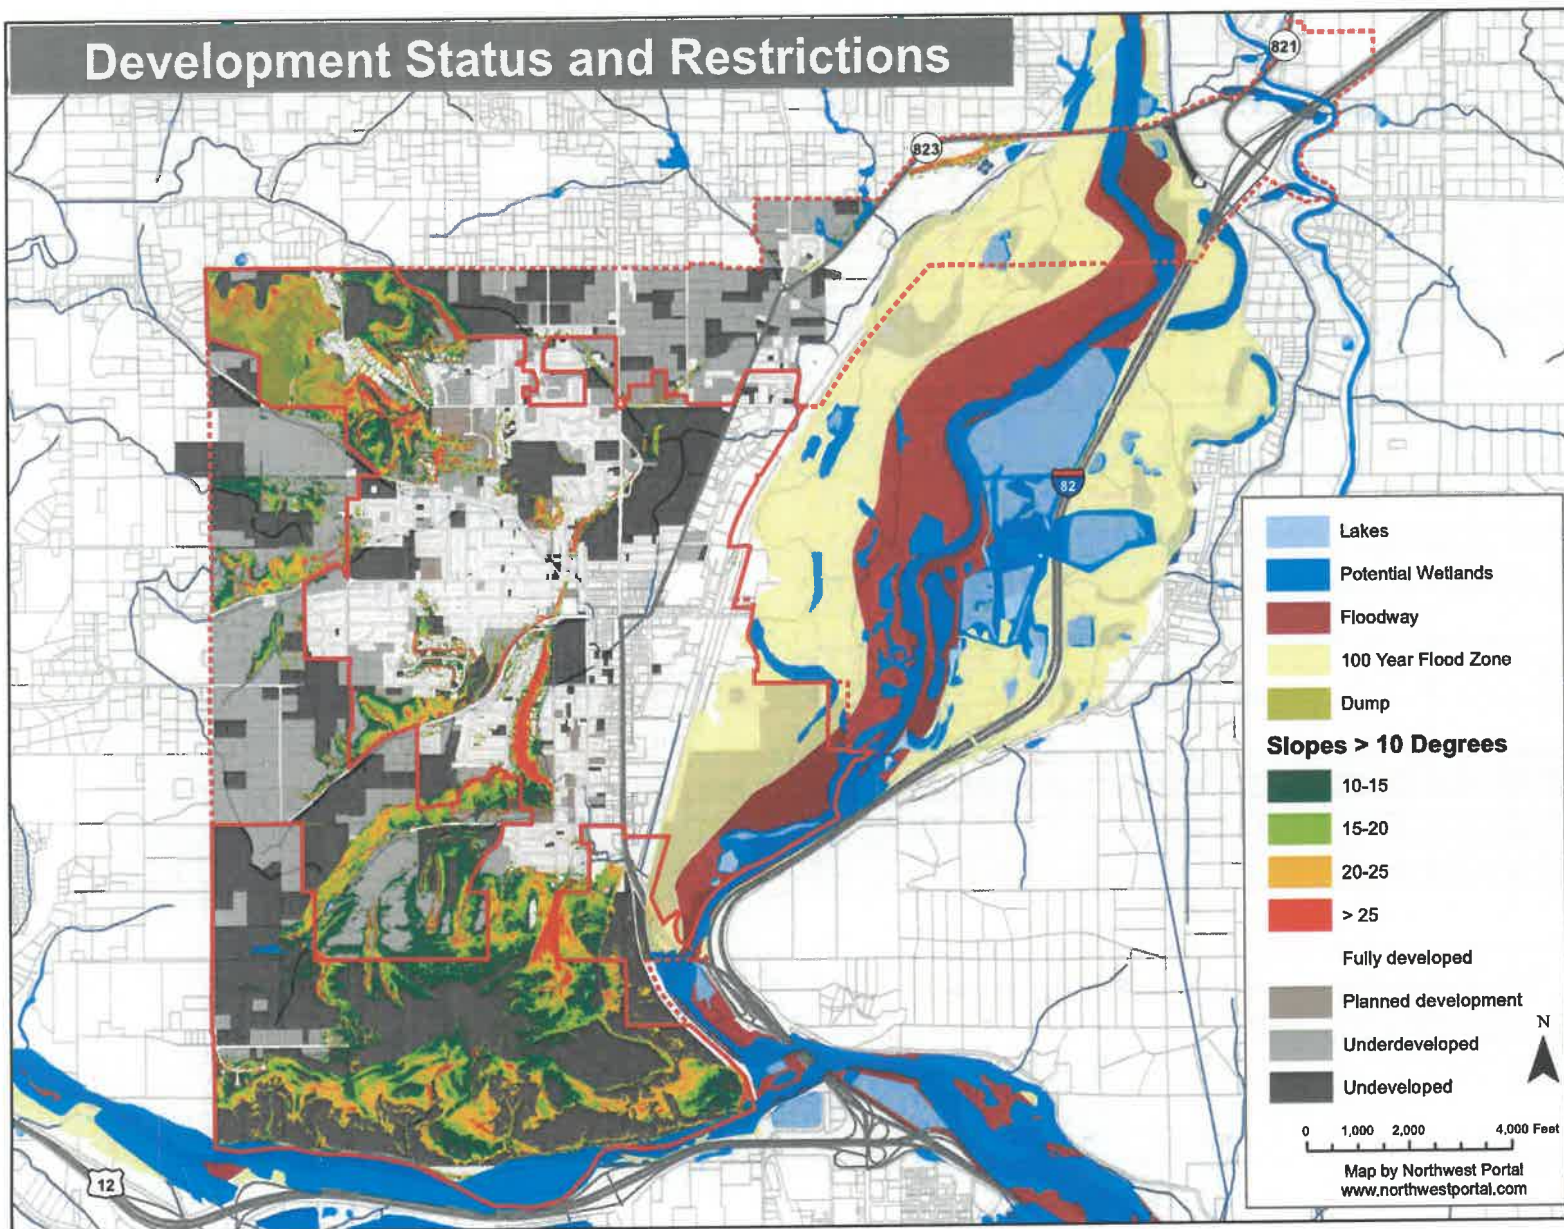 Development Status and Restrictions
821
823
82
12
Lakes
Potential Wetlands
Floodway
100 Year Flood Zone
Dump
Slopes > 10 Degrees
10-15
15-20
20-25
> 25
Fully developed
Planned development
Underdeveloped
Undeveloped
N
0 1,000 2,000 4,000 Feet
Map by Northwest Portal
www.northwestportal.com